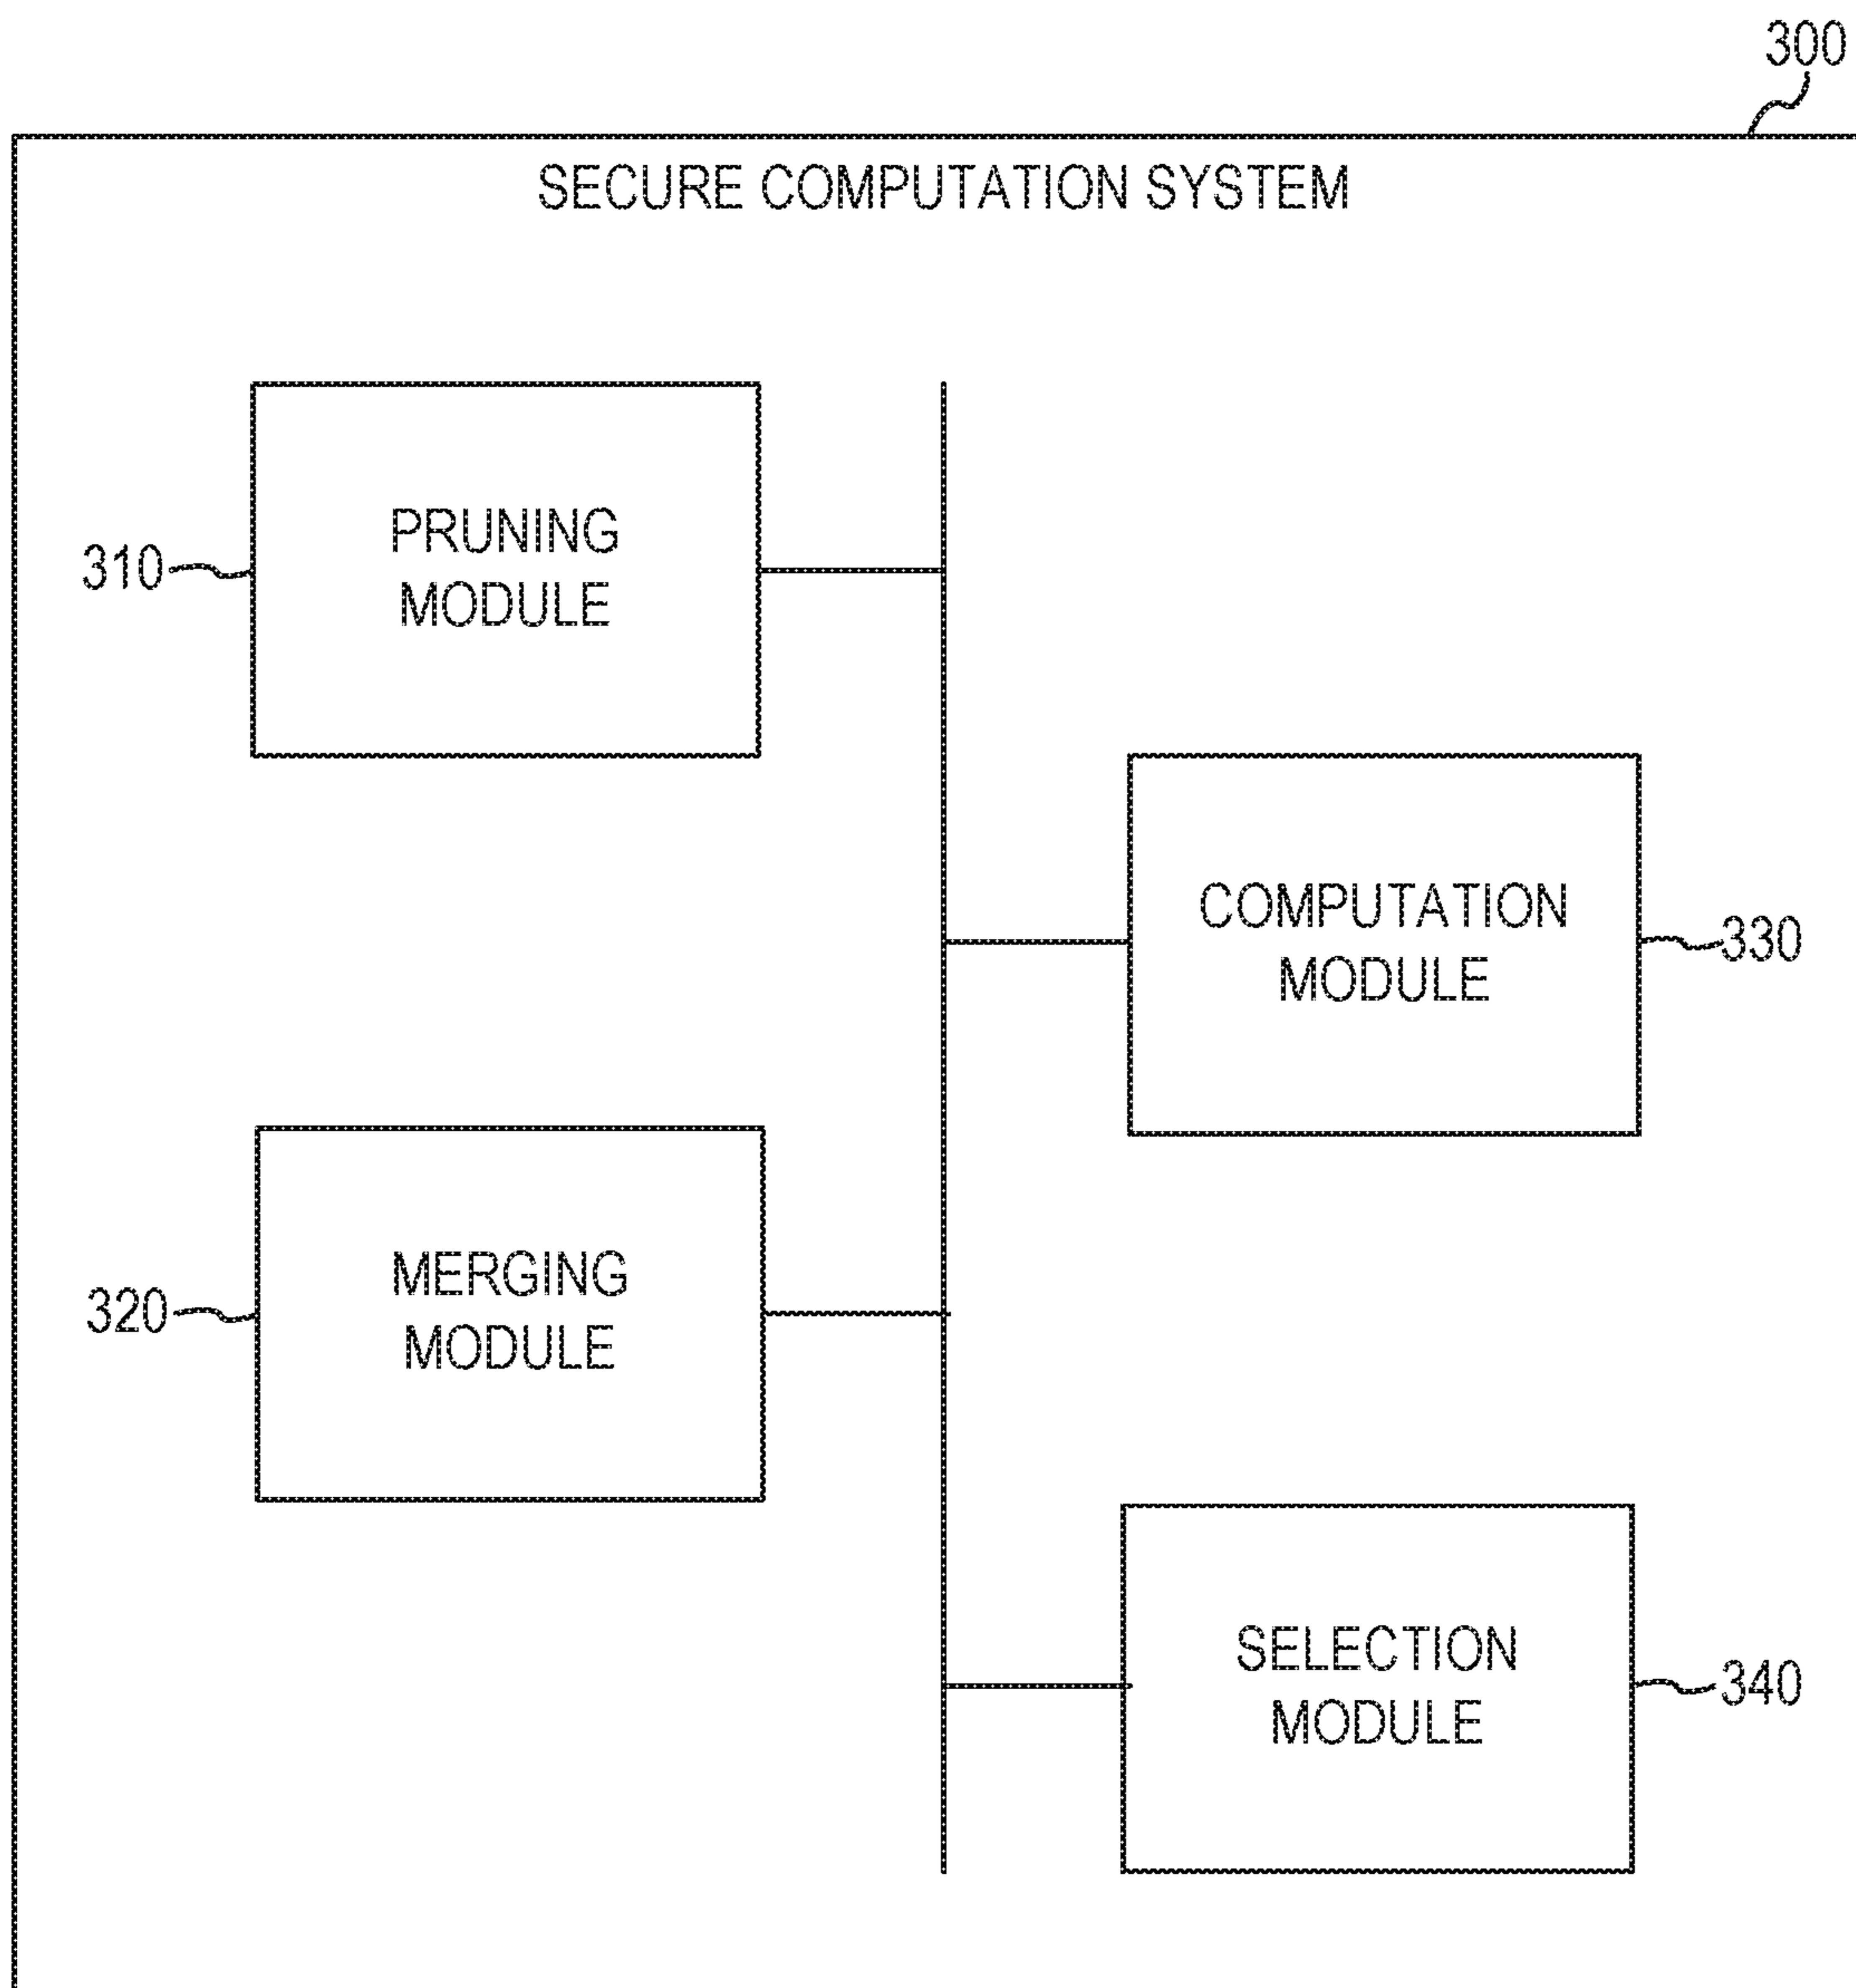 300
SECURE COMPUTATION SYSTEM
PRUNING
MODULE
310
COMPUTATION
MODULE
330
MERGING
MODULE
320
SELECTION
MODULE
340